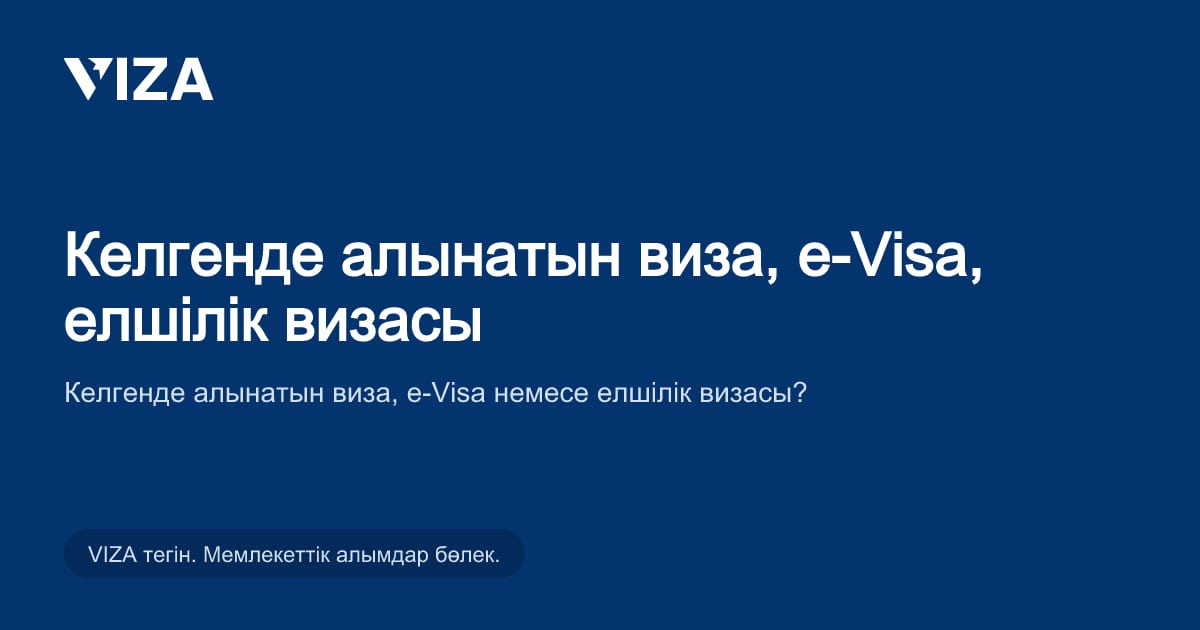 VIZA
Келгенде алынатын виза, e-Visa,
елшілік визасы
Келгенде алынатын виза, e-Visa немесе елшілік визасы?
VIZA тегін. Мемлекеттік алымдар бөлек.